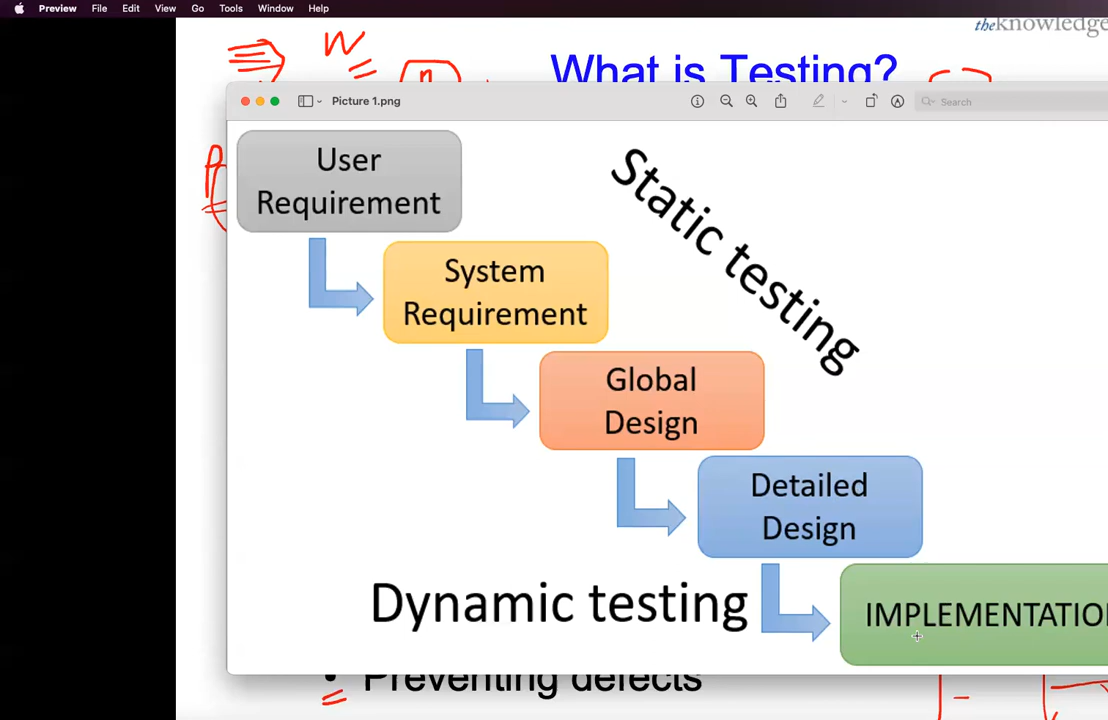 Preview File Edit View Go Tools Window Help
theknowledge
W
n
What is Testing?
Picture 1.png
Search
User
Requirement
Static testing
System
Requirement
Global
Design
Detailed
Design
Dynamic testing
IMPLEMENTATIO
• Preventing defects